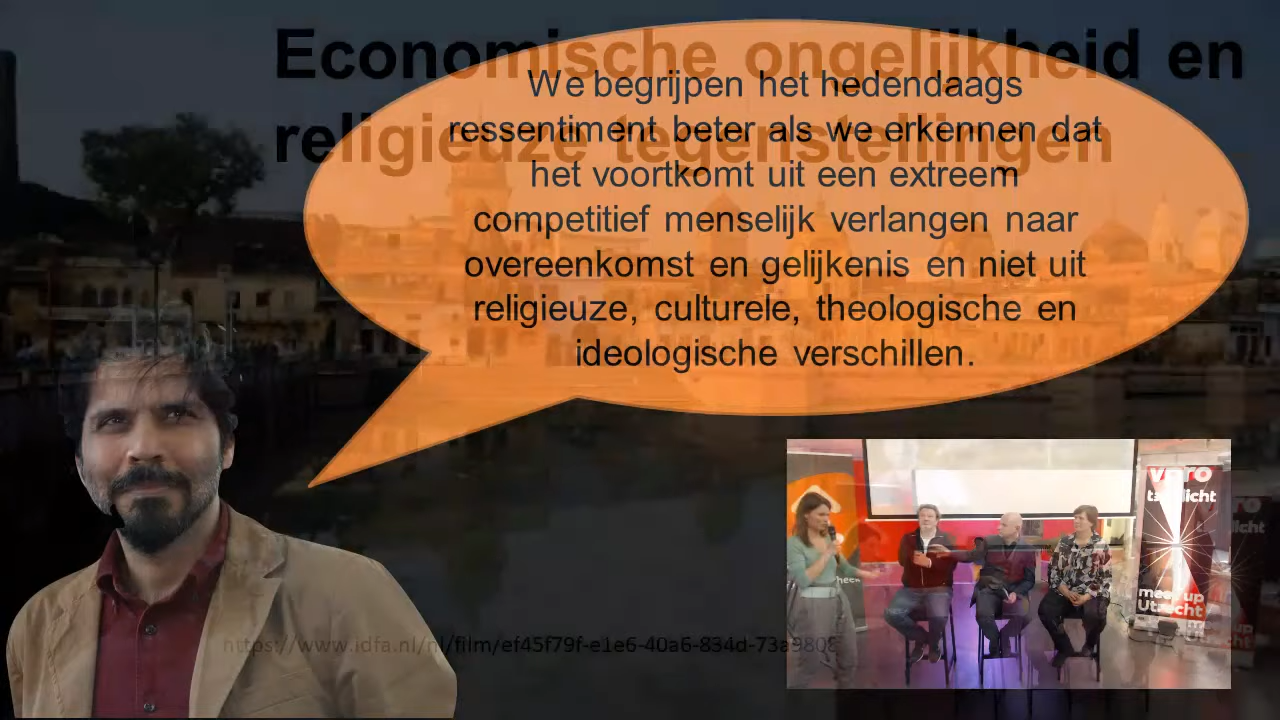 Economische ongelijkheid en
religieuze tegenstellingen
We begrijpen het hedendaags
ressentiment beter als we erkennen dat
het voortkomt uit een extreem
competitief menselijk verlangen naar
overeenkomst en gelijkenis en niet uit
religieuze, culturele, theologische en
ideologische verschillen.
https://www.idfa.nl/nl/film/ef45f79f-e1e6-40a6-834d-73a9808
meet up
Utrecht